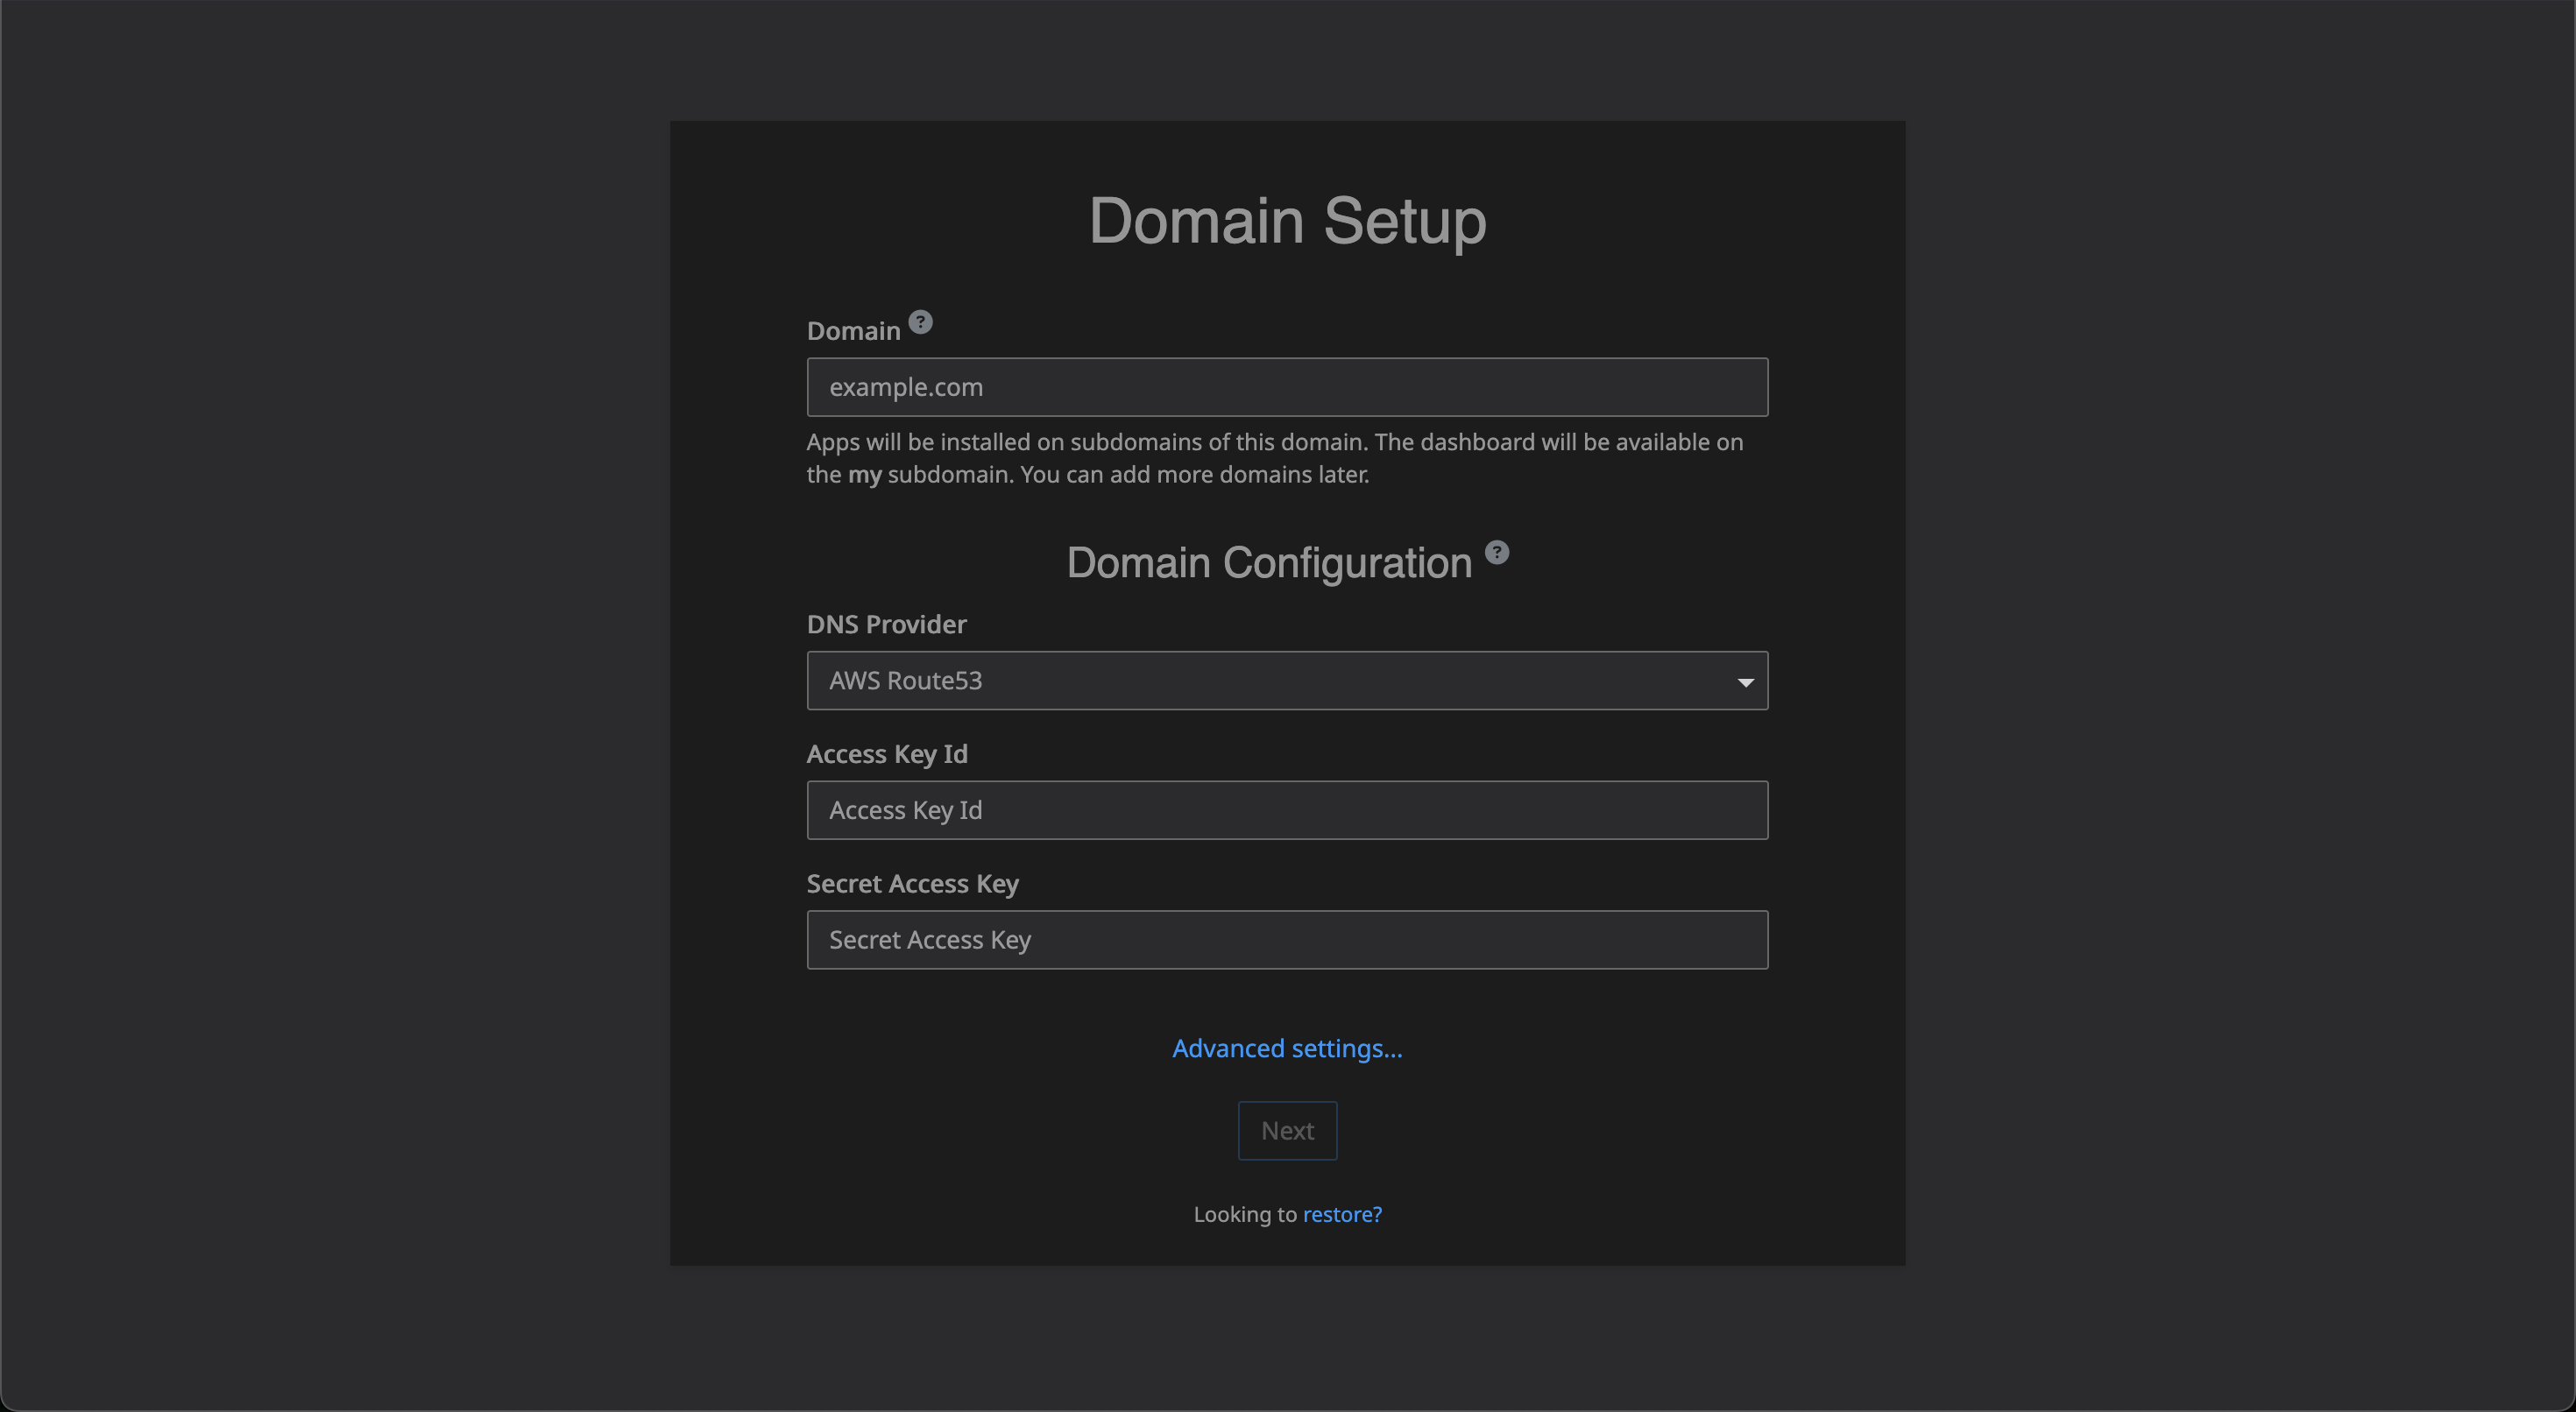 Domain Setup
Domain ?
example.com
Apps will be installed on subdomains of this domain. The dashboard will be available on
the my subdomain. You can add more domains later.
Domain Configuration ?
DNS Provider
AWS Route53
Access Key Id
Access Key Id
Secret Access Key
Secret Access Key
Advanced settings...
Next
Looking to restore?